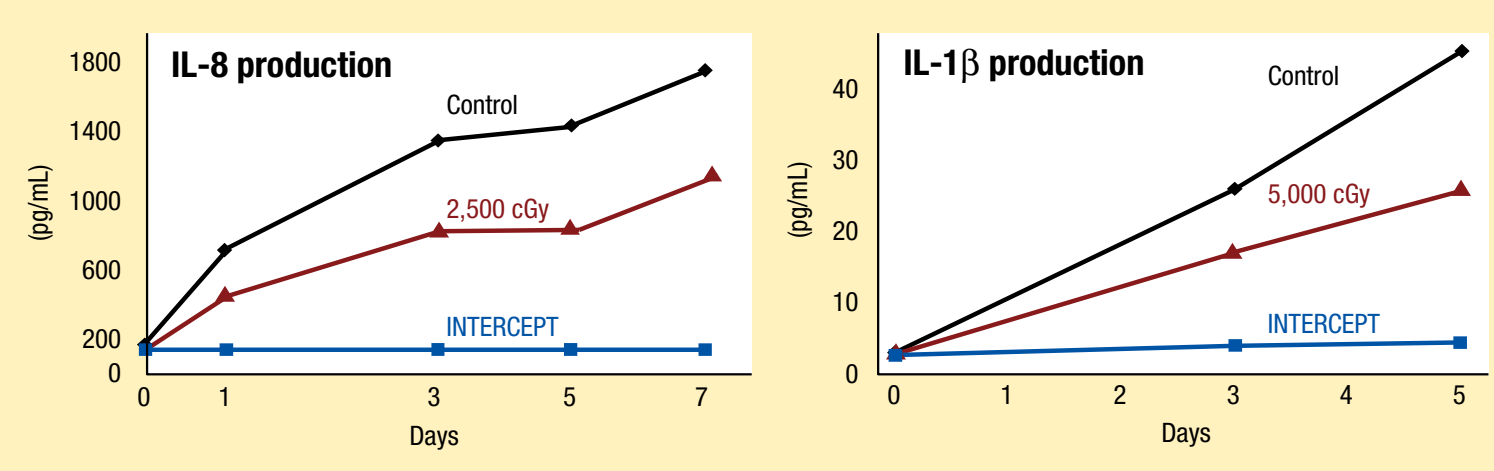 IL-8 production
1800
1400
1000
600
200
0
(pg/mL)
Control
2,500 cGy
INTERCEPT
0 1 3 5 7
Days
IL-1β production
40
30
20
10
0
(pg/mL)
Control
5,000 cGy
INTERCEPT
0 1 2 3 4 5
Days